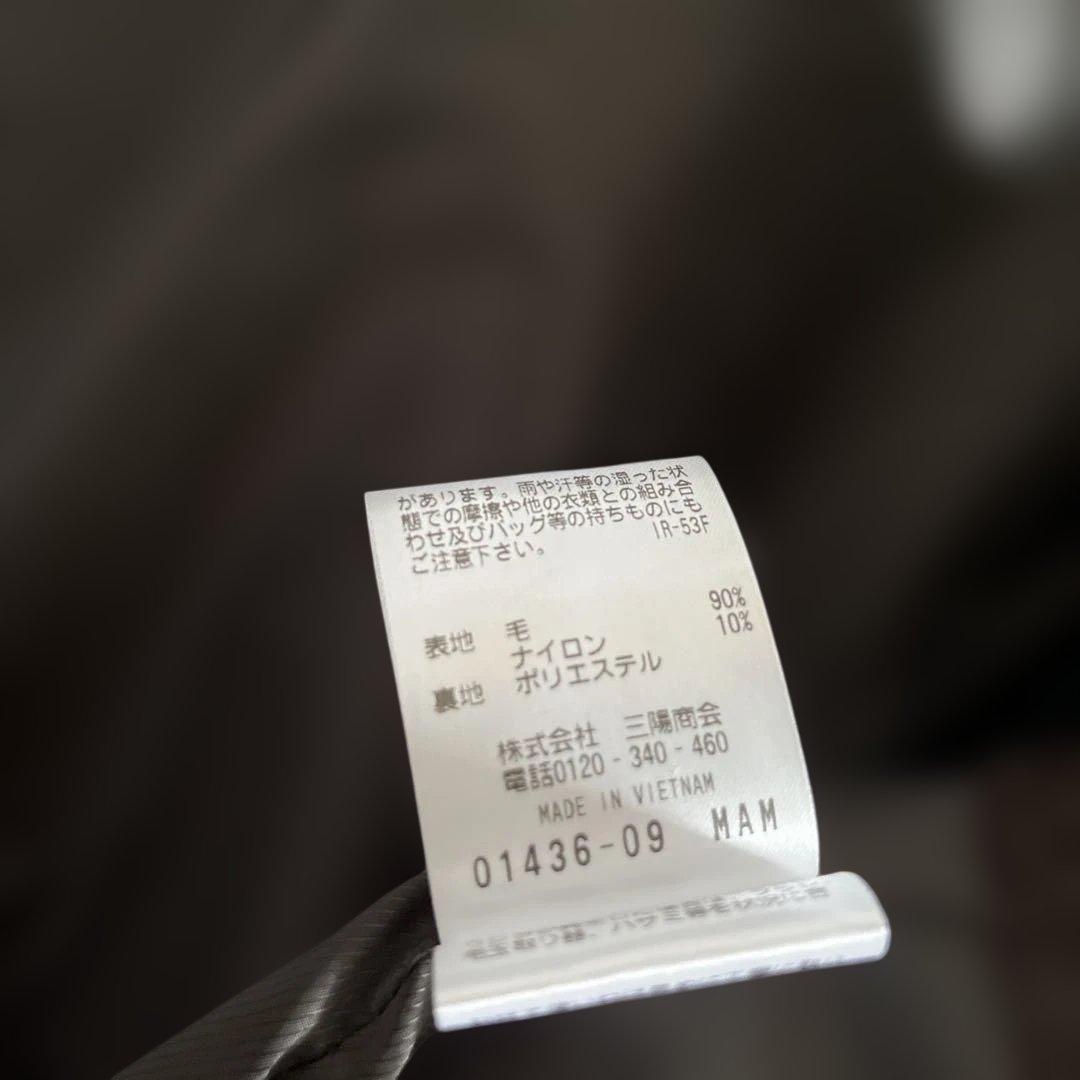 があります。雨や汗等の湿った状
態での摩擦や他の衣類との組み合
わせ及びバッグ等の持ちものにも
ご注意下さい。 IR-53F
表地 毛 90%
ナイロン 10%
裏地 ポリエステル
株式会社 三陽商会
電話0120-340-460
MADE IN VIETNAM
01436-09 MAM